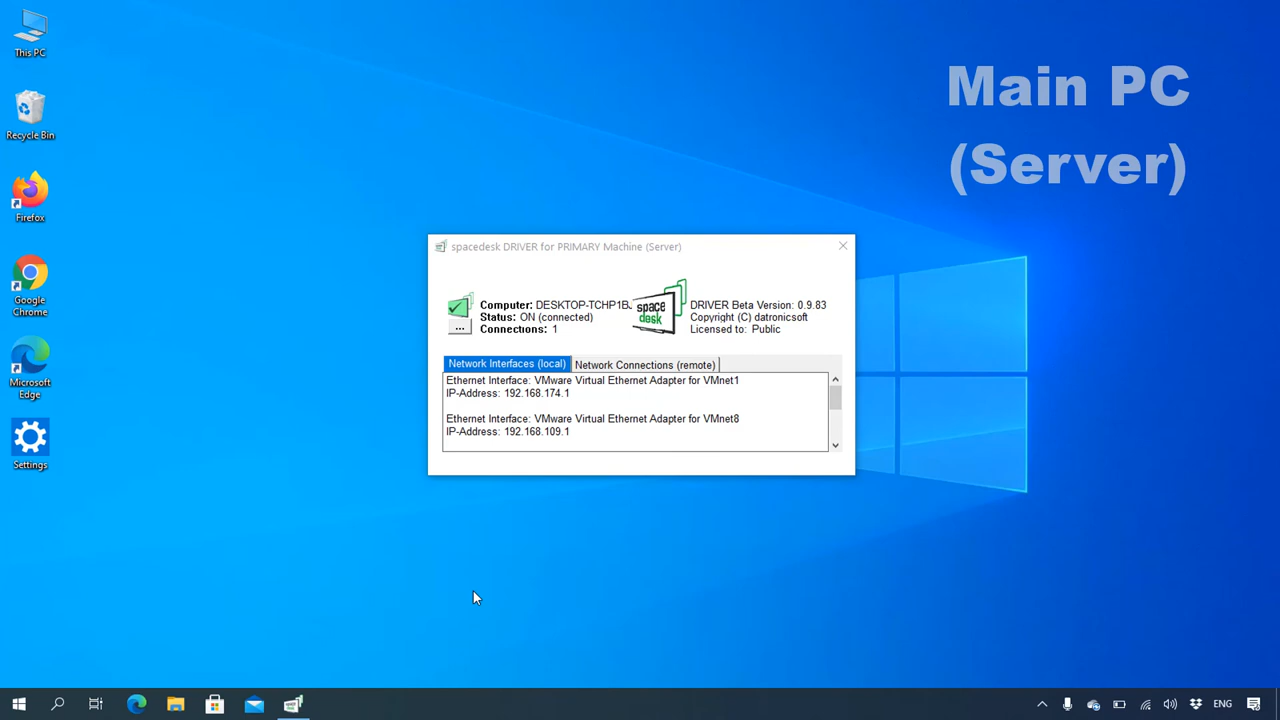 This PC
Recycle Bin
Firefox
Google
Chrome
Microsoft
Edge
Settings
Main PC
(Server)
spacedesk DRIVER for PRIMARY Machine (Server)
Computer: DESKTOP-TCHP1B
Status: ON (connected)
Connections: 1
...
space
desk
DRIVER Beta Version: 0.9.83
Copyright (C) datronicsoft
Licensed to: Public
Network Interfaces (local)
Network Connections (remote)
Ethernet Interface: VMware Virtual Ethernet Adapter for VMnet1
IP-Address: 192.168.174.1
Ethernet Interface: VMware Virtual Ethernet Adapter for VMnet8
IP-Address: 192.168.109.1
ENG